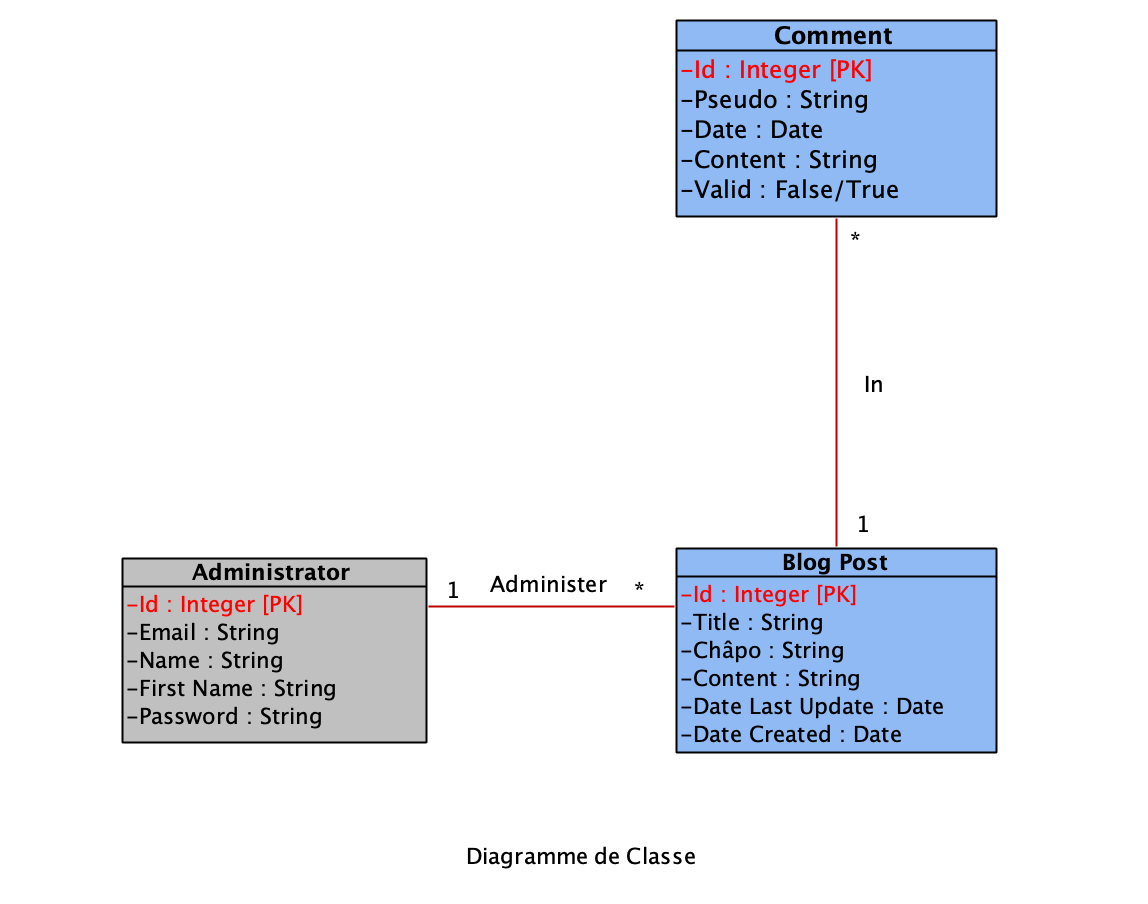 Comment
-Id : Integer [PK]
-Pseudo : String
-Date : Date
-Content : String
-Valid : False/True
*
In
1
Administrator
-Id : Integer [PK]
-Email : String
-Name : String
-First Name : String
-Password : String
1 Administer *
Blog Post
-Id : Integer [PK]
-Title : String
-Châpo : String
-Content : String
-Date Last Update : Date
-Date Created : Date
Diagramme de Classe